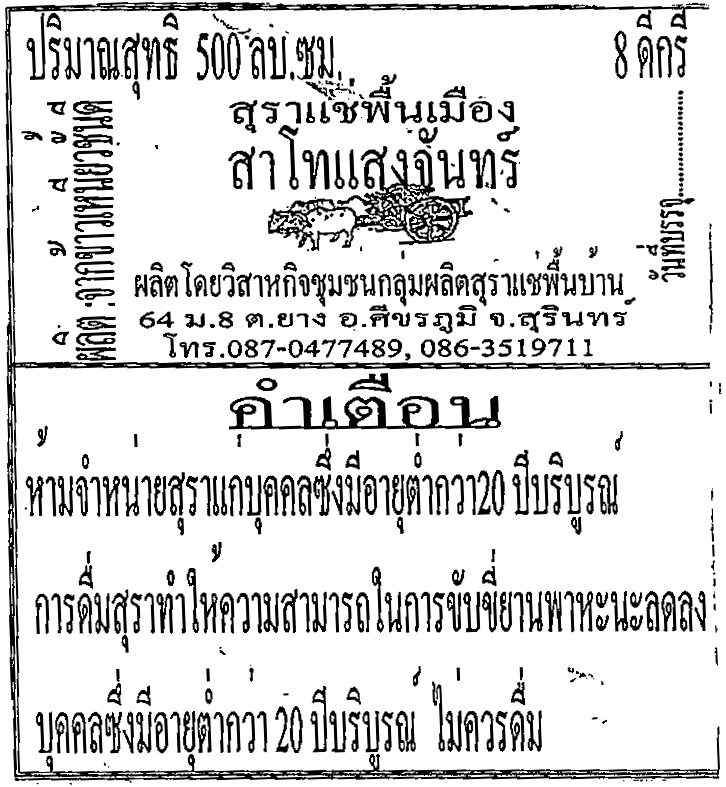 ปริมาณสุทธิ 500 ลบ.ซม. 8 ดีกรี
สุราแช่พื้นเมือง
สาโทแสงจันทร์
ผลิต จากข้าวเหนียวชนิด
วันที่บรรจุ....................
ผลิตโดยวิสาหกิจชุมชนกลุ่มผลิตสุราแช่พื้นบ้าน
64 ม.8 ต.ยาง อ.ศีขรภูมิ จ.สุรินทร์
โทร.087-0477489, 086-3519711
คำเตือน
ห้ามจำหน่ายสุราแก่บุคคลซึ่งมีอายุต่ำกว่า20 ปีบริบูรณ์
การดื่มสุราทำให้ความสามารถในการขับขี่ยานพาหะนะลดลง
บุคคลซึ่งมีอายุต่ำกว่า 20 ปีบริบูรณ์ ไม่ควรดื่ม